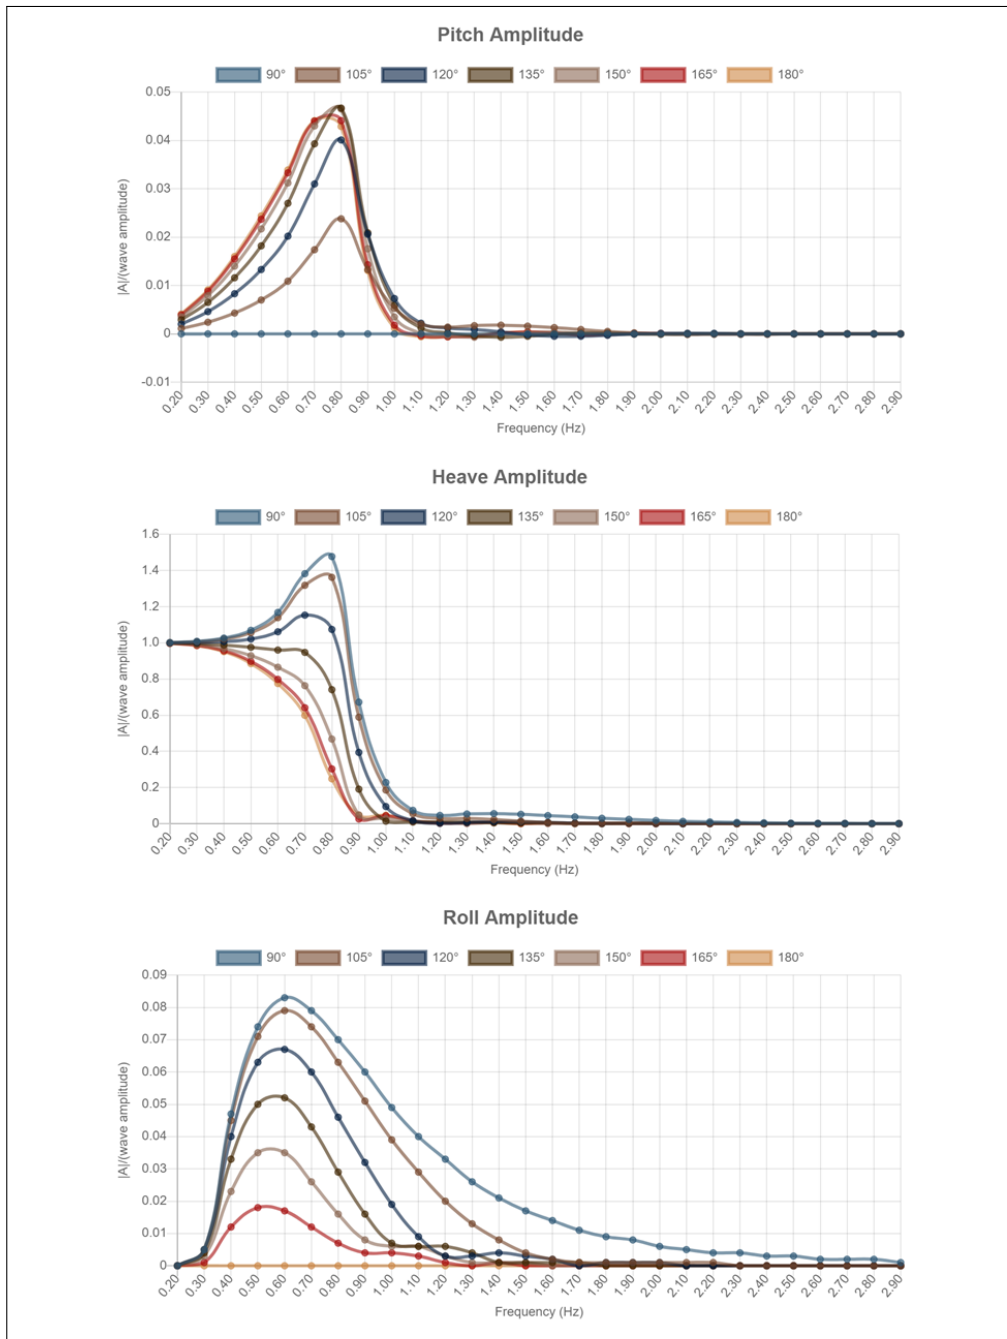 Pitch Amplitude
90° 105° 120° 135° 150° 165° 180°
0.05
0.04
0.03
0.02
0.01
0
-0.01
|A|/(wave amplitude)
0.20 0.30 0.40 0.50 0.60 0.70 0.80 0.90 1.00 1.10 1.20 1.30 1.40 1.50 1.60 1.70 1.80 1.90 2.00 2.10 2.20 2.30 2.40 2.50 2.60 2.70 2.80 2.90
Frequency (Hz)
Heave Amplitude
90° 105° 120° 135° 150° 165° 180°
1.6
1.4
1.2
1.0
0.8
0.6
0.4
0.2
0
|A|/(wave amplitude)
0.20 0.30 0.40 0.50 0.60 0.70 0.80 0.90 1.00 1.10 1.20 1.30 1.40 1.50 1.60 1.70 1.80 1.90 2.00 2.10 2.20 2.30 2.40 2.50 2.60 2.70 2.80 2.90
Frequency (Hz)
Roll Amplitude
90° 105° 120° 135° 150° 165° 180°
0.09
0.08
0.07
0.06
0.05
0.04
0.03
0.02
0.01
0
|A|/(wave amplitude)
0.20 0.30 0.40 0.50 0.60 0.70 0.80 0.90 1.00 1.10 1.20 1.30 1.40 1.50 1.60 1.70 1.80 1.90 2.00 2.10 2.20 2.30 2.40 2.50 2.60 2.70 2.80 2.90
Frequency (Hz)